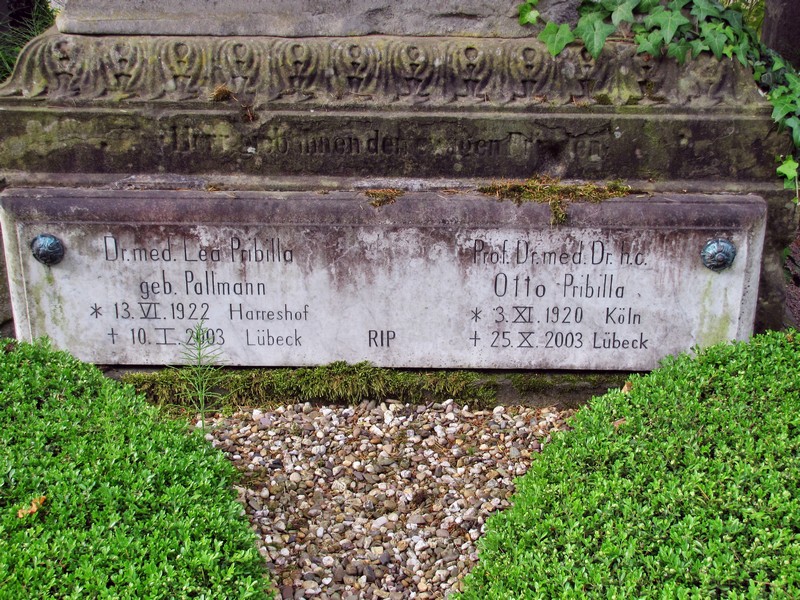 Dr. med. Lea Pribilla
geb. Pallmann
* 13. VI. 1922 Harreshof
† 10. I. 2003 Lübeck
RIP
Prof. Dr. med. Dr. h.c.
Otto Pribilla
* 3. XI. 1920 Köln
† 25. X. 2003 Lübeck